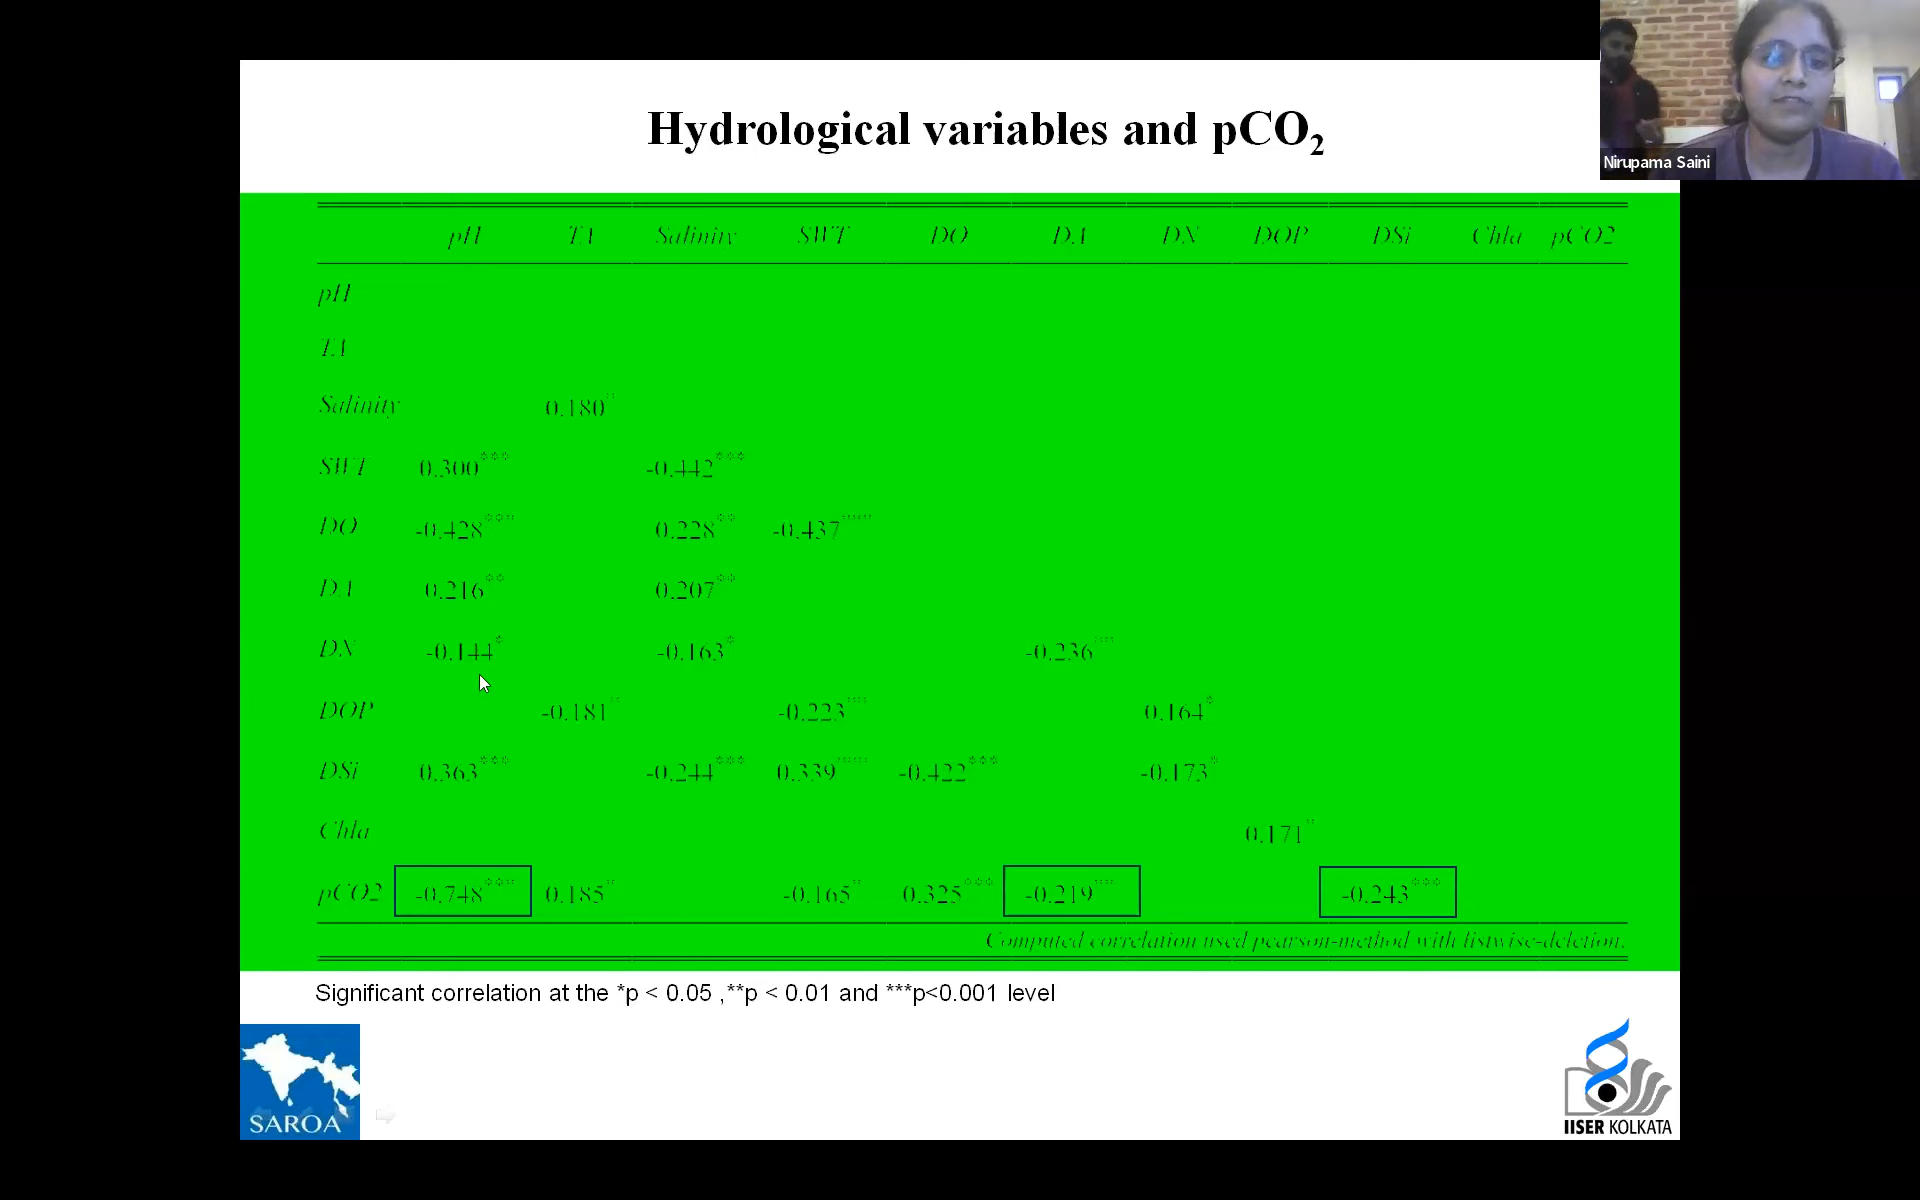 Hydrological variables and pCO2
Nirupama Saini
pH TA Salinity SWT DO DA DN DOP DSi Chla pCO2
pH
TA
Salinity 0.180*
SWT 0.300*** -0.442***
DO -0.428*** 0.228** -0.437***
DA 0.216** 0.207**
DN -0.144* -0.163* -0.236**
DOP -0.181* -0.223** 0.164*
DSi 0.363*** -0.244*** 0.339*** -0.422*** -0.173*
Chla 0.171*
pCO2 -0.748*** 0.185* -0.165* 0.325*** -0.219** -0.243***
Computed correlation used pearson-method with listwise-deletion.
Significant correlation at the *p < 0.05 ,**p < 0.01 and ***p<0.001 level
SAROA
IISER KOLKATA